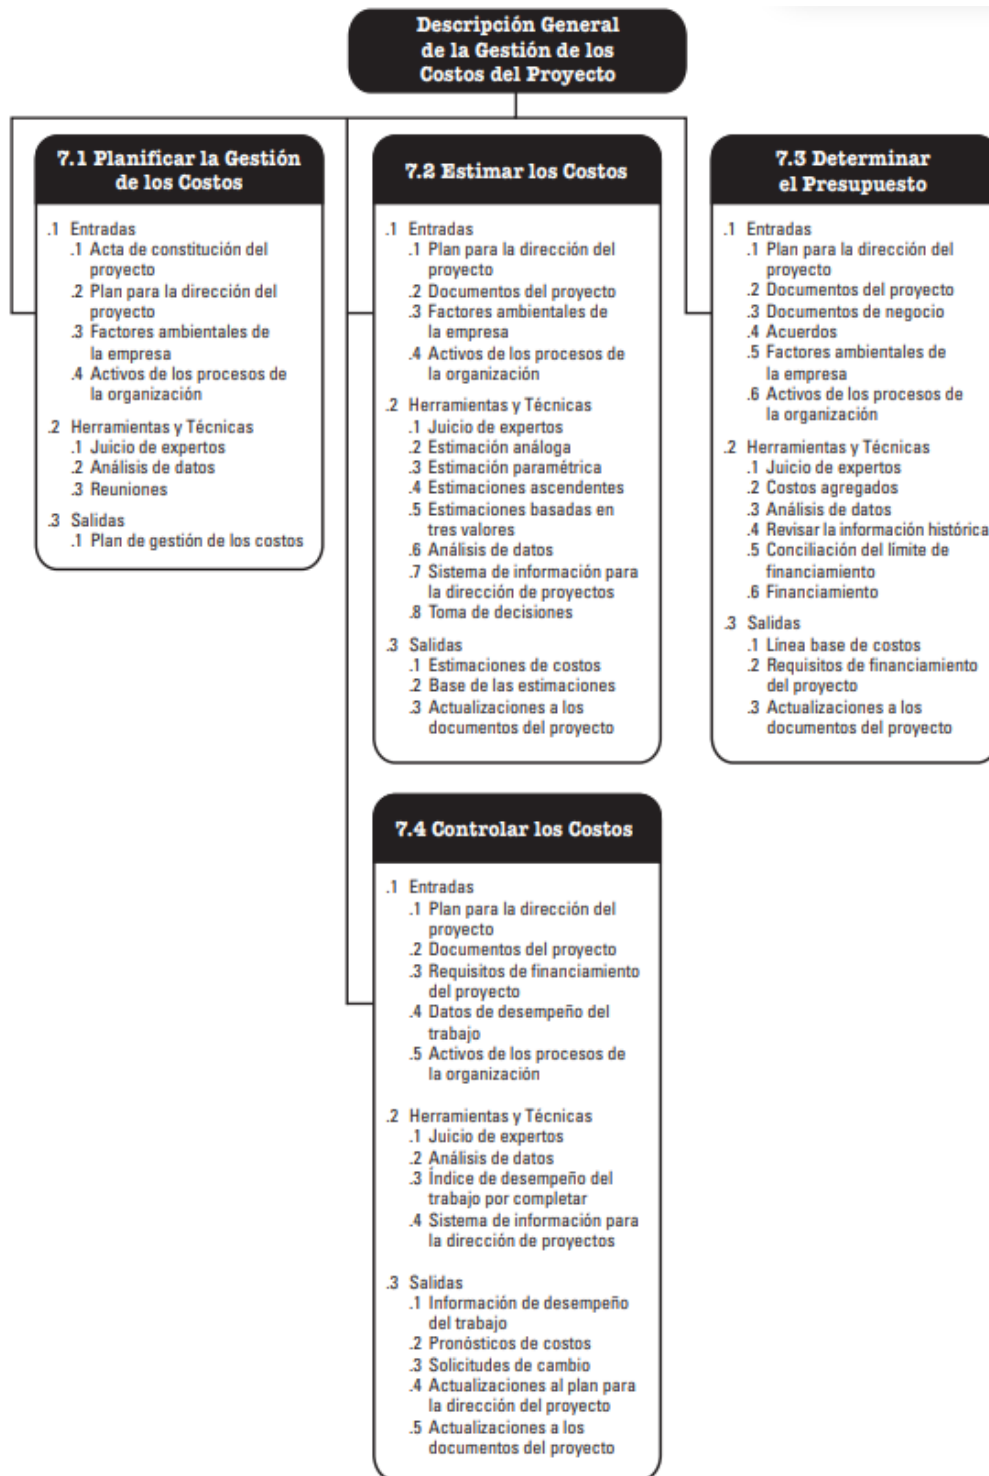 Descripción General
de la Gestión de los
Costos del Proyecto
7.1 Planificar la Gestión
de los Costos
.1 Entradas
.1 Acta de constitución del
proyecto
.2 Plan para la dirección del
proyecto
.3 Factores ambientales de
la empresa
.4 Activos de los procesos de
la organización
.2 Herramientas y Técnicas
.1 Juicio de expertos
.2 Análisis de datos
.3 Reuniones
.3 Salidas
.1 Plan de gestión de los costos
7.2 Estimar los Costos
.1 Entradas
.1 Plan para la dirección del
proyecto
.2 Documentos del proyecto
.3 Factores ambientales de
la empresa
.4 Activos de los procesos de
la organización
.2 Herramientas y Técnicas
.1 Juicio de expertos
.2 Estimación análoga
.3 Estimación paramétrica
.4 Estimaciones ascendentes
.5 Estimaciones basadas en
tres valores
.6 Análisis de datos
.7 Sistema de información para
la dirección de proyectos
.8 Toma de decisiones
.3 Salidas
.1 Estimaciones de costos
.2 Base de las estimaciones
.3 Actualizaciones a los
documentos del proyecto
7.3 Determinar
el Presupuesto
.1 Entradas
.1 Plan para la dirección del
proyecto
.2 Documentos del proyecto
.3 Documentos de negocio
.4 Acuerdos
.5 Factores ambientales de
la empresa
.6 Activos de los procesos de
la organización
.2 Herramientas y Técnicas
.1 Juicio de expertos
.2 Costos agregados
.3 Análisis de datos
.4 Revisar la información histórica
.5 Conciliación del límite de
financiamiento
.6 Financiamiento
.3 Salidas
.1 Línea base de costos
.2 Requisitos de financiamiento
del proyecto
.3 Actualizaciones a los
documentos del proyecto
7.4 Controlar los Costos
.1 Entradas
.1 Plan para la dirección del
proyecto
.2 Documentos del proyecto
.3 Requisitos de financiamiento
del proyecto
.4 Datos de desempeño del
trabajo
.5 Activos de los procesos de
la organización
.2 Herramientas y Técnicas
.1 Juicio de expertos
.2 Análisis de datos
.3 Índice de desempeño del
trabajo por completar
.4 Sistema de información para
la dirección de proyectos
.3 Salidas
.1 Información de desempeño
del trabajo
.2 Pronósticos de costos
.3 Solicitudes de cambio
.4 Actualizaciones al plan para
la dirección del proyecto
.5 Actualizaciones a los
documentos del proyecto